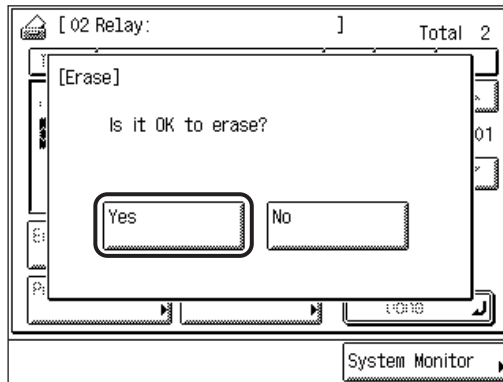 [ 02 Relay: ]
Total 2
[Erase]
Is it OK to erase?
01
Yes
No
System Monitor